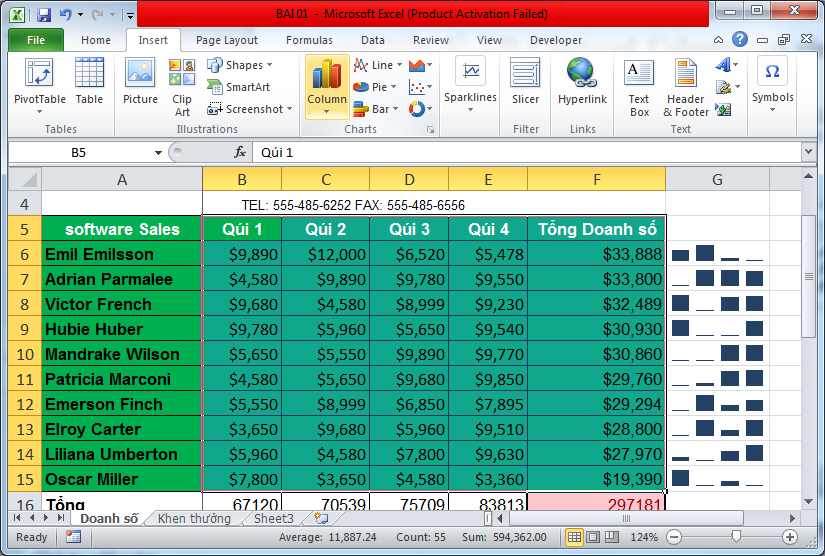 BAI 01 - Microsoft Excel (Product Activation Failed)
File Home Insert Page Layout Formulas Data Review View Developer
PivotTable Table Picture Clip Art Shapes SmartArt Screenshot Column Line Pie Bar Sparklines Slicer Hyperlink Text Box Header & Footer Symbols
Tables Illustrations Charts Filter Links Text
B5 fx Qúi 1
A B C D E F G
4 TEL: 555-485-6252 FAX: 555-485-6556
5 software Sales Qúi 1 Qúi 2 Qúi 3 Qúi 4 Tổng Doanh số
6 Emil Emilsson $9,890 $12,000 $6,520 $5,478 $33,888
7 Adrian Parmalee $4,580 $9,890 $9,780 $9,550 $33,800
8 Victor French $9,680 $4,580 $8,999 $9,230 $32,489
9 Hubie Huber $9,780 $5,960 $5,650 $9,540 $30,930
10 Mandrake Wilson $5,650 $5,550 $9,890 $9,770 $30,860
11 Patricia Marconi $4,580 $5,650 $9,680 $9,850 $29,760
12 Emerson Finch $5,550 $8,999 $6,850 $7,895 $29,294
13 Elroy Carter $3,650 $9,680 $5,960 $9,510 $28,800
14 Liliana Umberton $5,960 $4,580 $7,800 $9,630 $27,970
15 Oscar Miller $7,800 $3,650 $4,580 $3,360 $19,390
16 Tổng 67120 70539 75709 83813 297181
Doanh số Khen thưởng Sheet3
Ready Average: 11,887.24 Count: 55 Sum: 594,362.00 124%